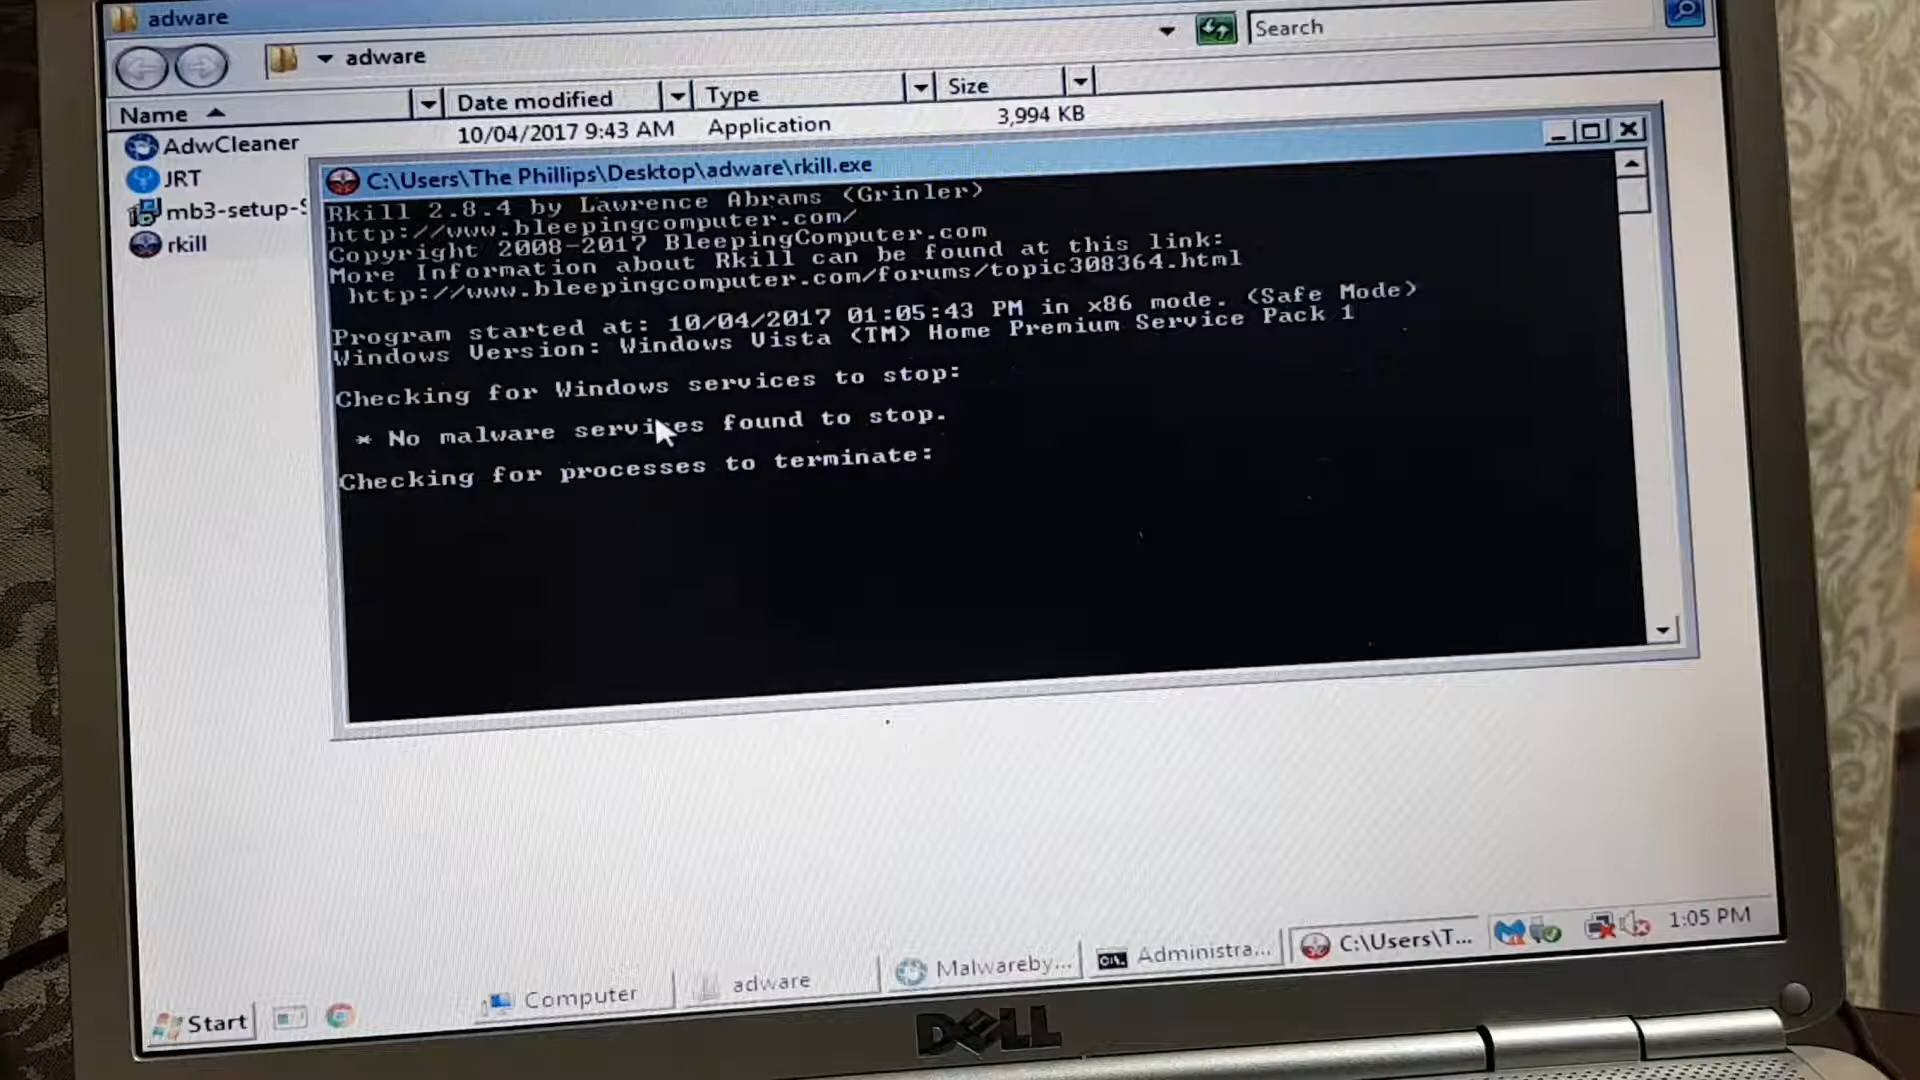 adware
adware
Search
Name
Date modified
Type
Size
AdwCleaner
10/04/2017 9:43 AM
Application
3,994 KB
JRT
mb3-setup-
rkill
C:\Users\The Phillips\Desktop\adware\rkill.exe
Rkill 2.8.4 by Lawrence Abrams (Grinler)
http://www.bleepingcomputer.com/
Copyright 2008-2017 BleepingComputer.com
More Information about Rkill can be found at this link:
http://www.bleepingcomputer.com/forums/topic308364.html
Program started at: 10/04/2017 01:05:43 PM in x86 mode. (Safe Mode)
Windows Version: Windows Vista (TM) Home Premium Service Pack 1
Checking for Windows services to stop:
* No malware services found to stop.
Checking for processes to terminate:
Start
Computer
adware
Malwareby...
C:\
Administra...
C:\Users\T...
1:05 PM
DELL